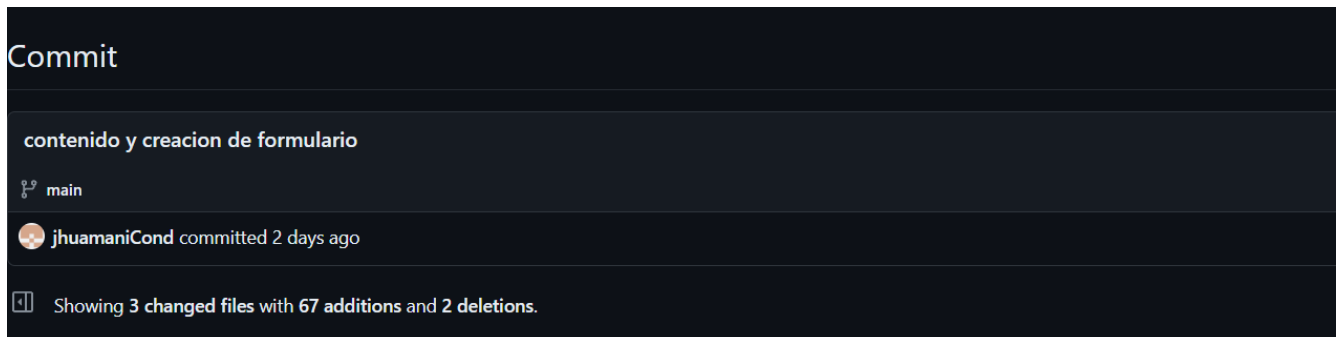 Commit
contenido y creacion de formulario
main
jhuamaniCond committed 2 days ago
Showing 3 changed files with 67 additions and 2 deletions.